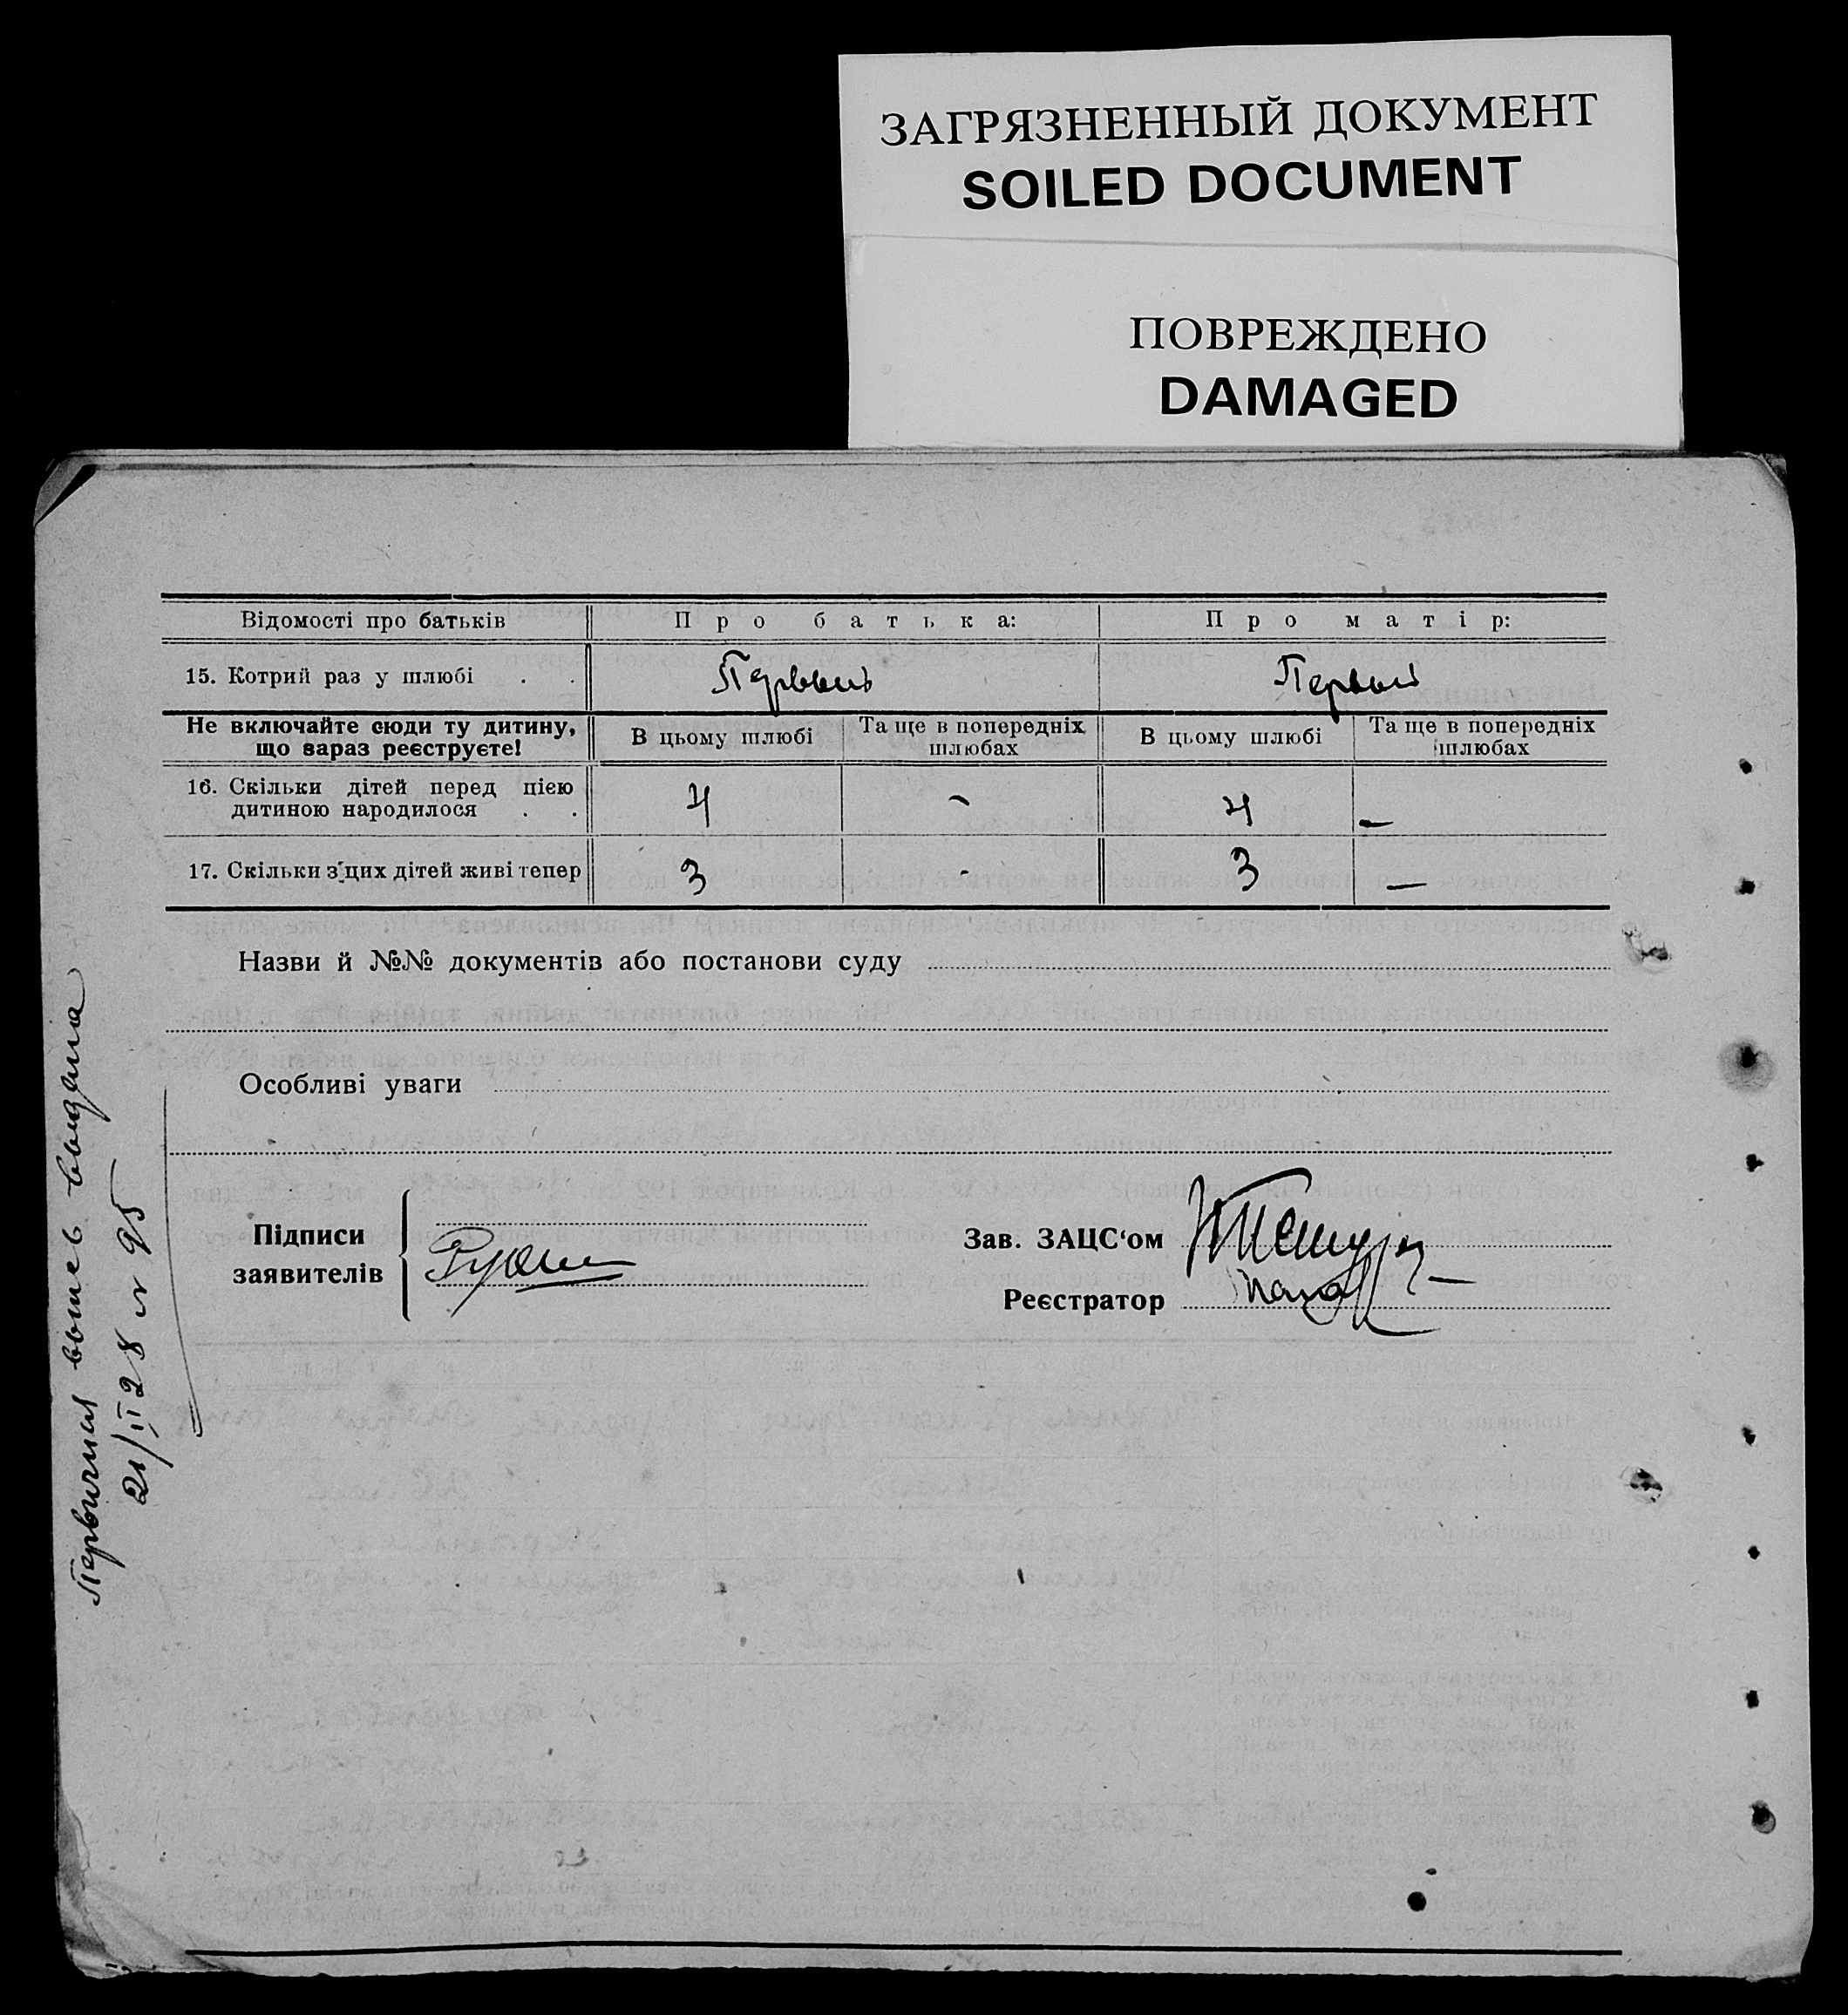 ЗАГРЯЗНЕННЫЙ ДОКУМЕНТ
SOILED DOCUMENT
ПОВРЕЖДЕНО
DAMAGED
Відомості про батьків Про батька: Про матір:
15. Котрий раз у шлюбі . . Первый Первый
Не включайте сюди ту дитину, що зараз реєструєте! В цьому шлюбі Та ще в попередніх шлюбах В цьому шлюбі Та ще в попередніх шлюбах
16. Скільки дітей перед цією дитиною народилося . . 4 - 4 -
17. Скільки з цих дітей живі тепер 3 - 3 -
Назви й №№ документів або постанови суду
Особливі уваги
Підписи заявителів
Зав. ЗАЦС'ом
Реєстратор
Первичная выпись выдана
21/II 28 № 95